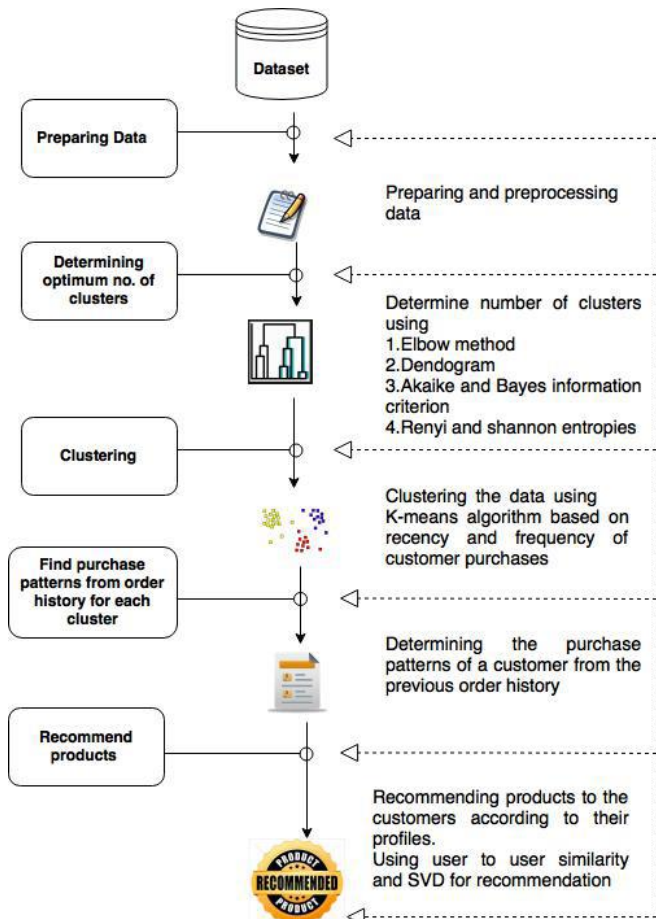 Dataset
Preparing Data
Preparing and preprocessing
data
Determining
optimum no. of
clusters
Determine number of clusters
using
1.Elbow method
2.Dendogram
3.Akaike and Bayes information
criterion
4.Renyi and shannon entropies
Clustering
Clustering the data using
K-means algorithm based on
recency and frequency of
customer purchases
Find purchase
patterns from order
history for each
cluster
Determining the purchase
patterns of a customer from the
previous order history
Recommend
products
Recommending products to the
customers according to their
profiles.
Using user to user similarity
and SVD for recommendation
PRODUCT
RECOMMENDED
PRODUCT